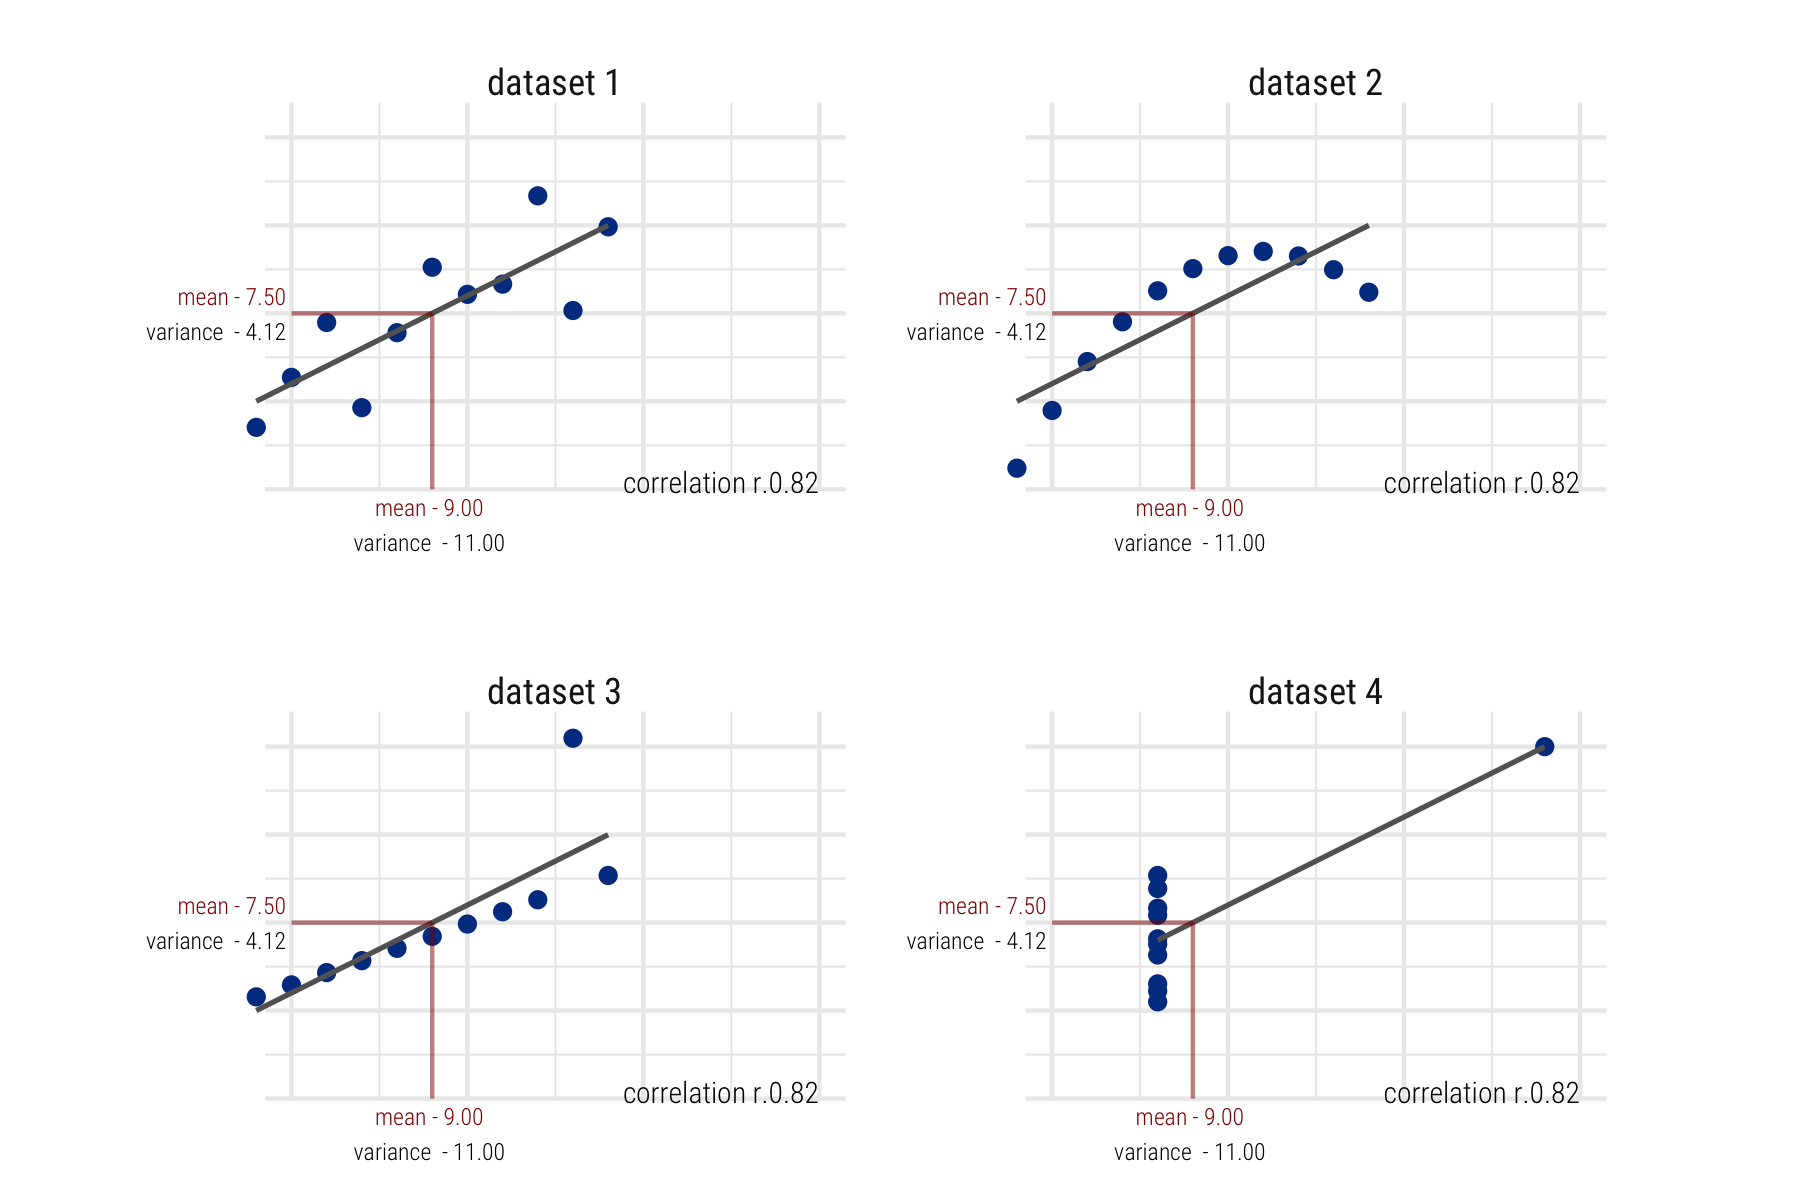 dataset 1
mean - 7.50
variance  - 4.12
correlation r.0.82
mean - 9.00
variance  - 11.00
dataset 2
mean - 7.50
variance  - 4.12
correlation r.0.82
mean - 9.00
variance  - 11.00
dataset 3
mean - 7.50
variance  - 4.12
correlation r.0.82
mean - 9.00
variance  - 11.00
dataset 4
mean - 7.50
variance  - 4.12
correlation r.0.82
mean - 9.00
variance  - 11.00